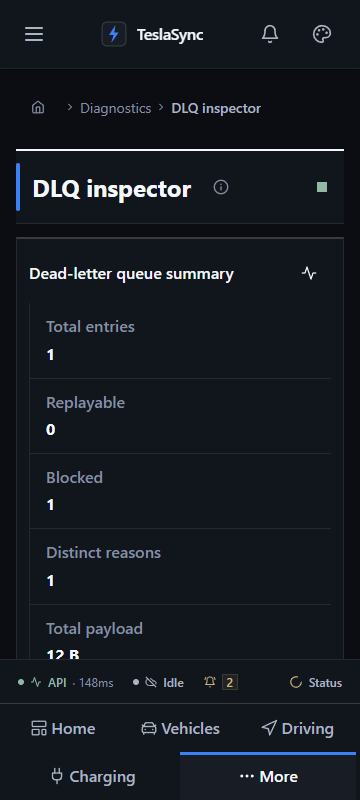 TeslaSync
Diagnostics DLQ inspector
DLQ inspector
Dead-letter queue summary
Total entries
1
Replayable
0
Blocked
1
Distinct reasons
1
Total payload
12 B
API · 148ms Idle 2 Status
Home Vehicles Driving
Charging More